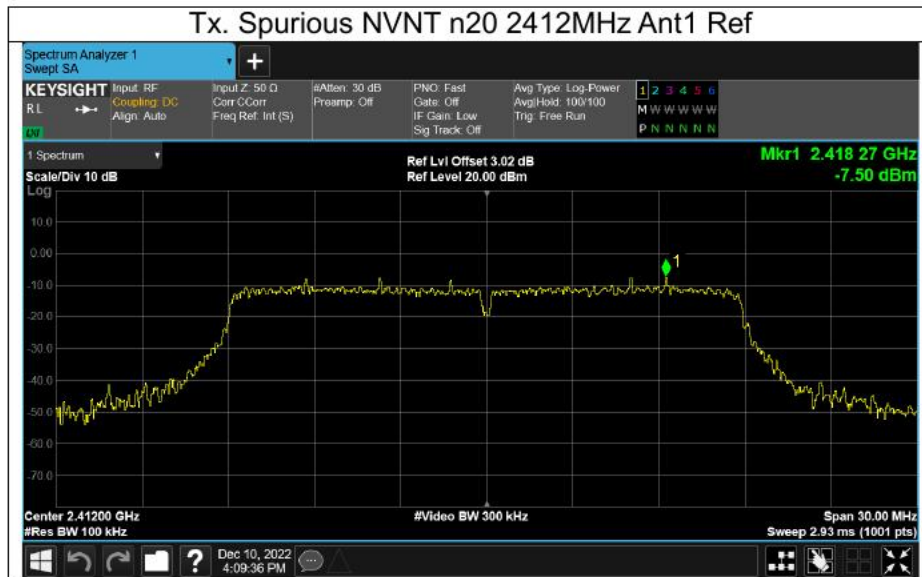 Tx. Spurious NVNT n20 2412MHz Ant1 Ref
Spectrum Analyzer 1
Swept SA
+
KEYSIGHT Input: RF Input Z: 50 Ω #Atten: 30 dB PNO: Fast Avg Type: Log-Power 1 2 3 4 5 6
RL Coupling: DC Corr CCorr Preamp: Off Gate: Off Avg|Hold: 100/100 M W W W W W
Align: Auto Freq Ref: Int (S) IF Gain: Low Trig: Free Run
Sig Track: Off P N N N N N
LXI
1 Spectrum
Ref Lvl Offset 3.02 dB Mkr1 2.418 27 GHz
Scale/Div 10 dB Ref Level 20.00 dBm -7.50 dBm
Log
10.0
0.00
1
-10.0
-20.0
-30.0
-40.0
-50.0
-60.0
-70.0
Center 2.41200 GHz #Video BW 300 kHz Span 30.00 MHz
#Res BW 100 kHz Sweep 2.93 ms (1001 pts)
? Dec 10, 2022
4:09:36 PM